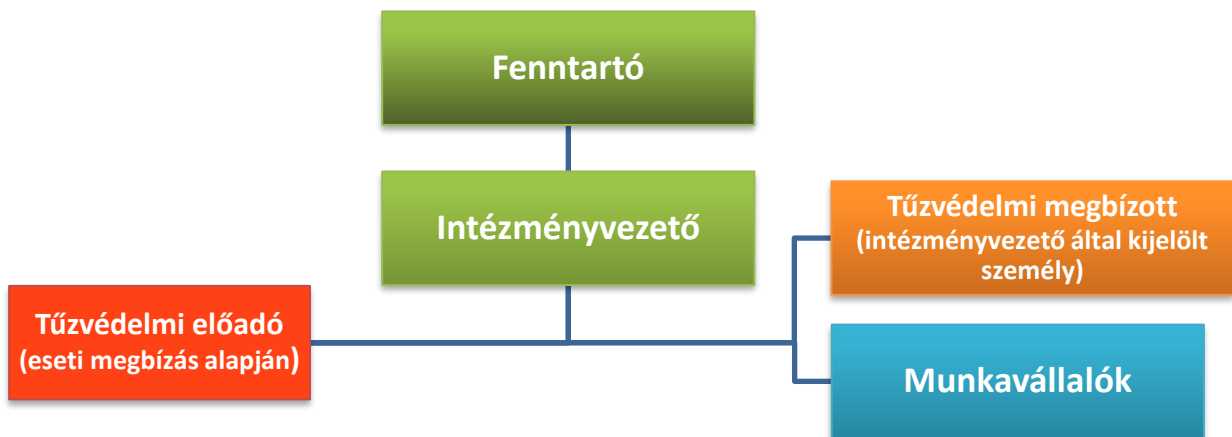 Fenntartó
Intézményvezető
Tűzvédelmi megbízott
(intézményvezető által kijelölt
személy)
Tűzvédelmi előadó
(eseti megbízás alapján)
Munkavállalók